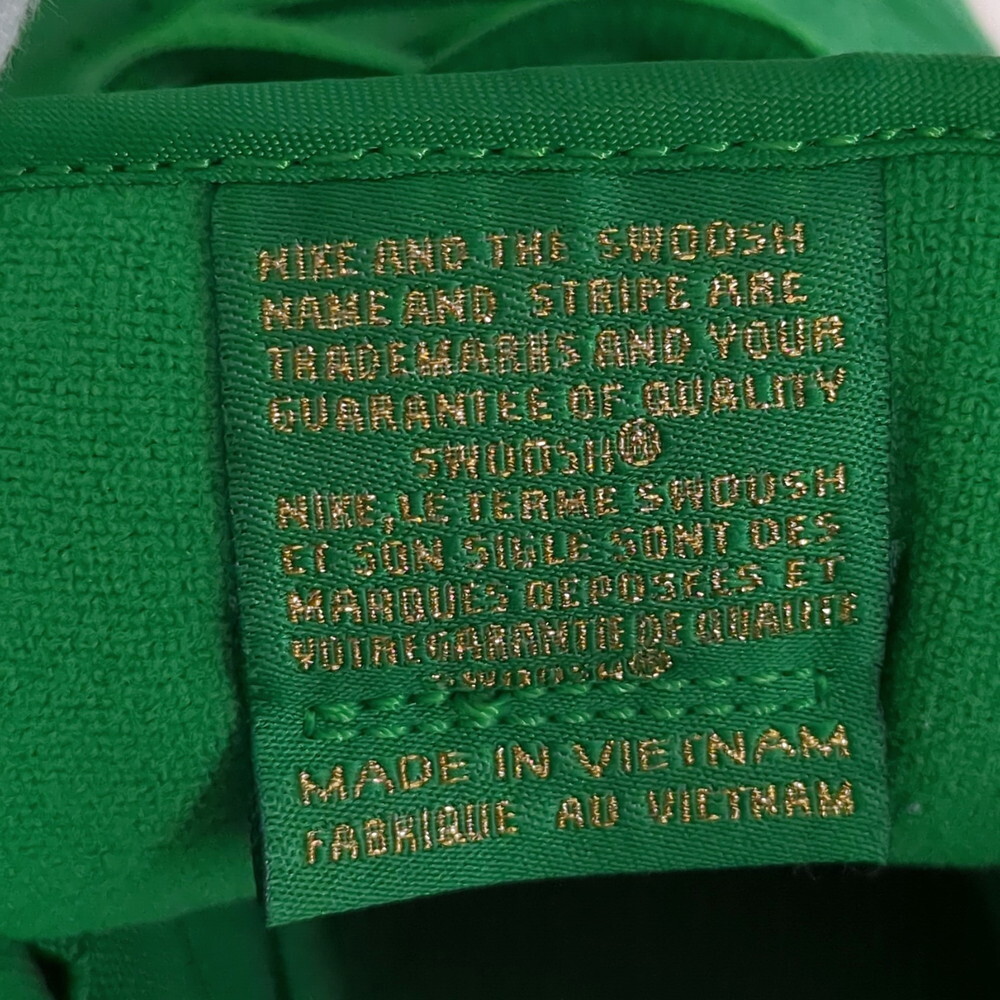 NIKE AND THE SWOOSH
NAME AND STRIPE ARE
TRADEMARKS AND YOUR
GUARANTEE OF QUALITY
SWOOSH®
NIKE, LE TERME SWOOSH
ET SON SIGLE SONT DES
MARQUES DEPOSEES ET
VOTRE GARANTIE DE QUALITE
SWOOSH®
MADE IN VIETNAM
FABRIQUE AU VIETNAM